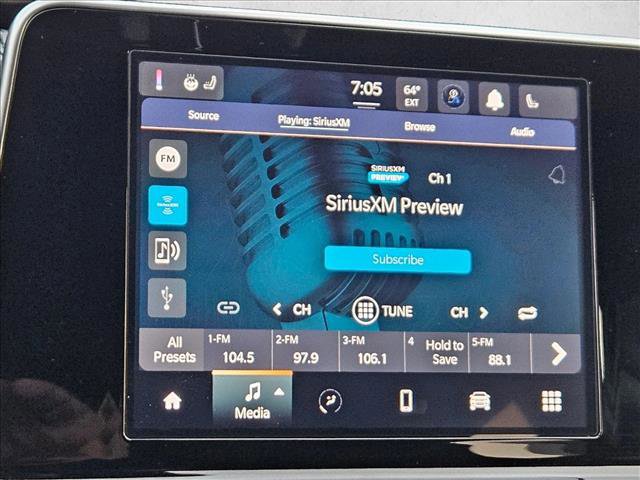 7:05
64°
EXT
Source
Playing: SiriusXM
Browse
Audio
FM
SIRIUSXM
PREVIEW
Ch 1
SiriusXM Preview
Subscribe
CH
TUNE
CH
All
Presets
1-FM
104.5
2-FM
97.9
3-FM
106.1
4
Hold to
Save
5-FM
88.1
Media